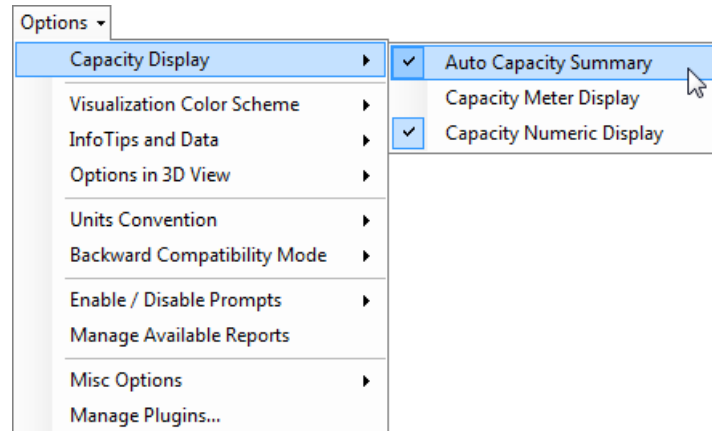 Options
Capacity Display
Auto Capacity Summary
Capacity Meter Display
Capacity Numeric Display
Visualization Color Scheme
InfoTips and Data
Options in 3D View
Units Convention
Backward Compatibility Mode
Enable / Disable Prompts
Manage Available Reports
Misc Options
Manage Plugins...